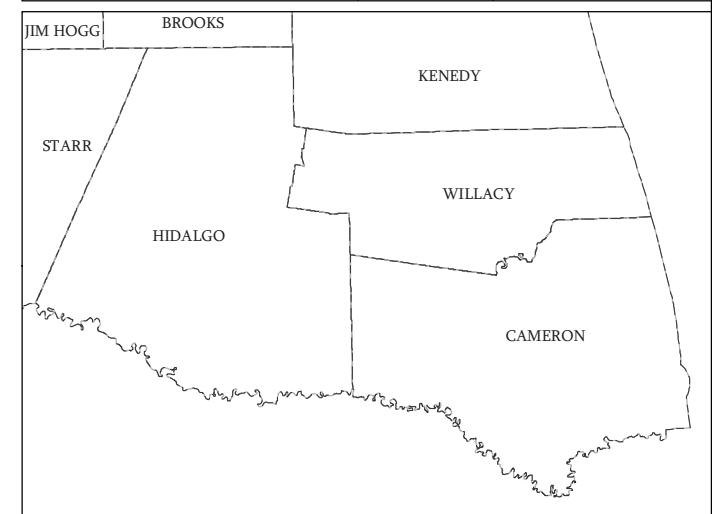 BROOKS
JIM HOGG
KENEDY
STARR
WILLACY
HIDALGO
CAMERON